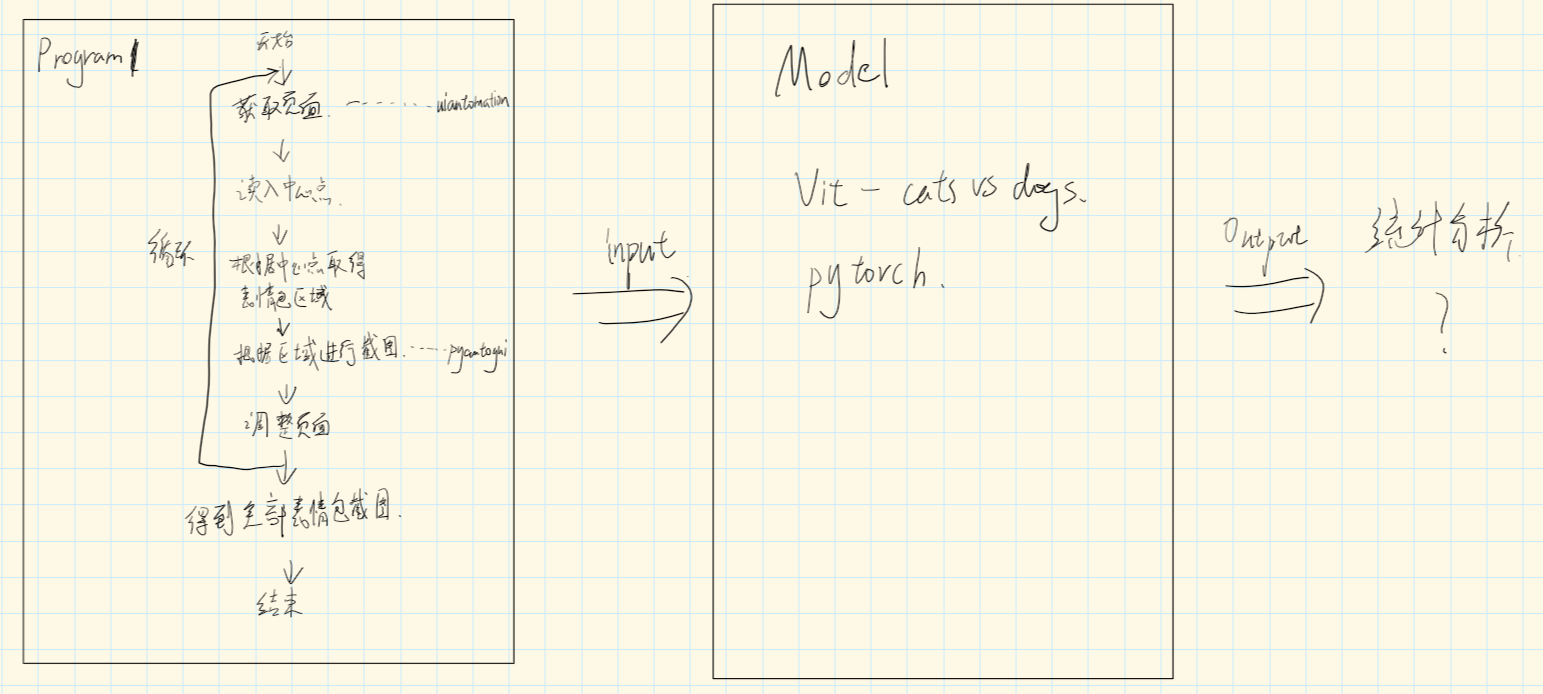 Program 1
开始
获取页面. ------- uiautomation
读入中心点.
循环
根据中心点取得
表情包区域
根据区域进行截图. ----- pyautogui
调整页面
得到全部表情包截图.
结束
input
Model
Vit - cats vs dogs.
pytorch.
Output
统计分析
?